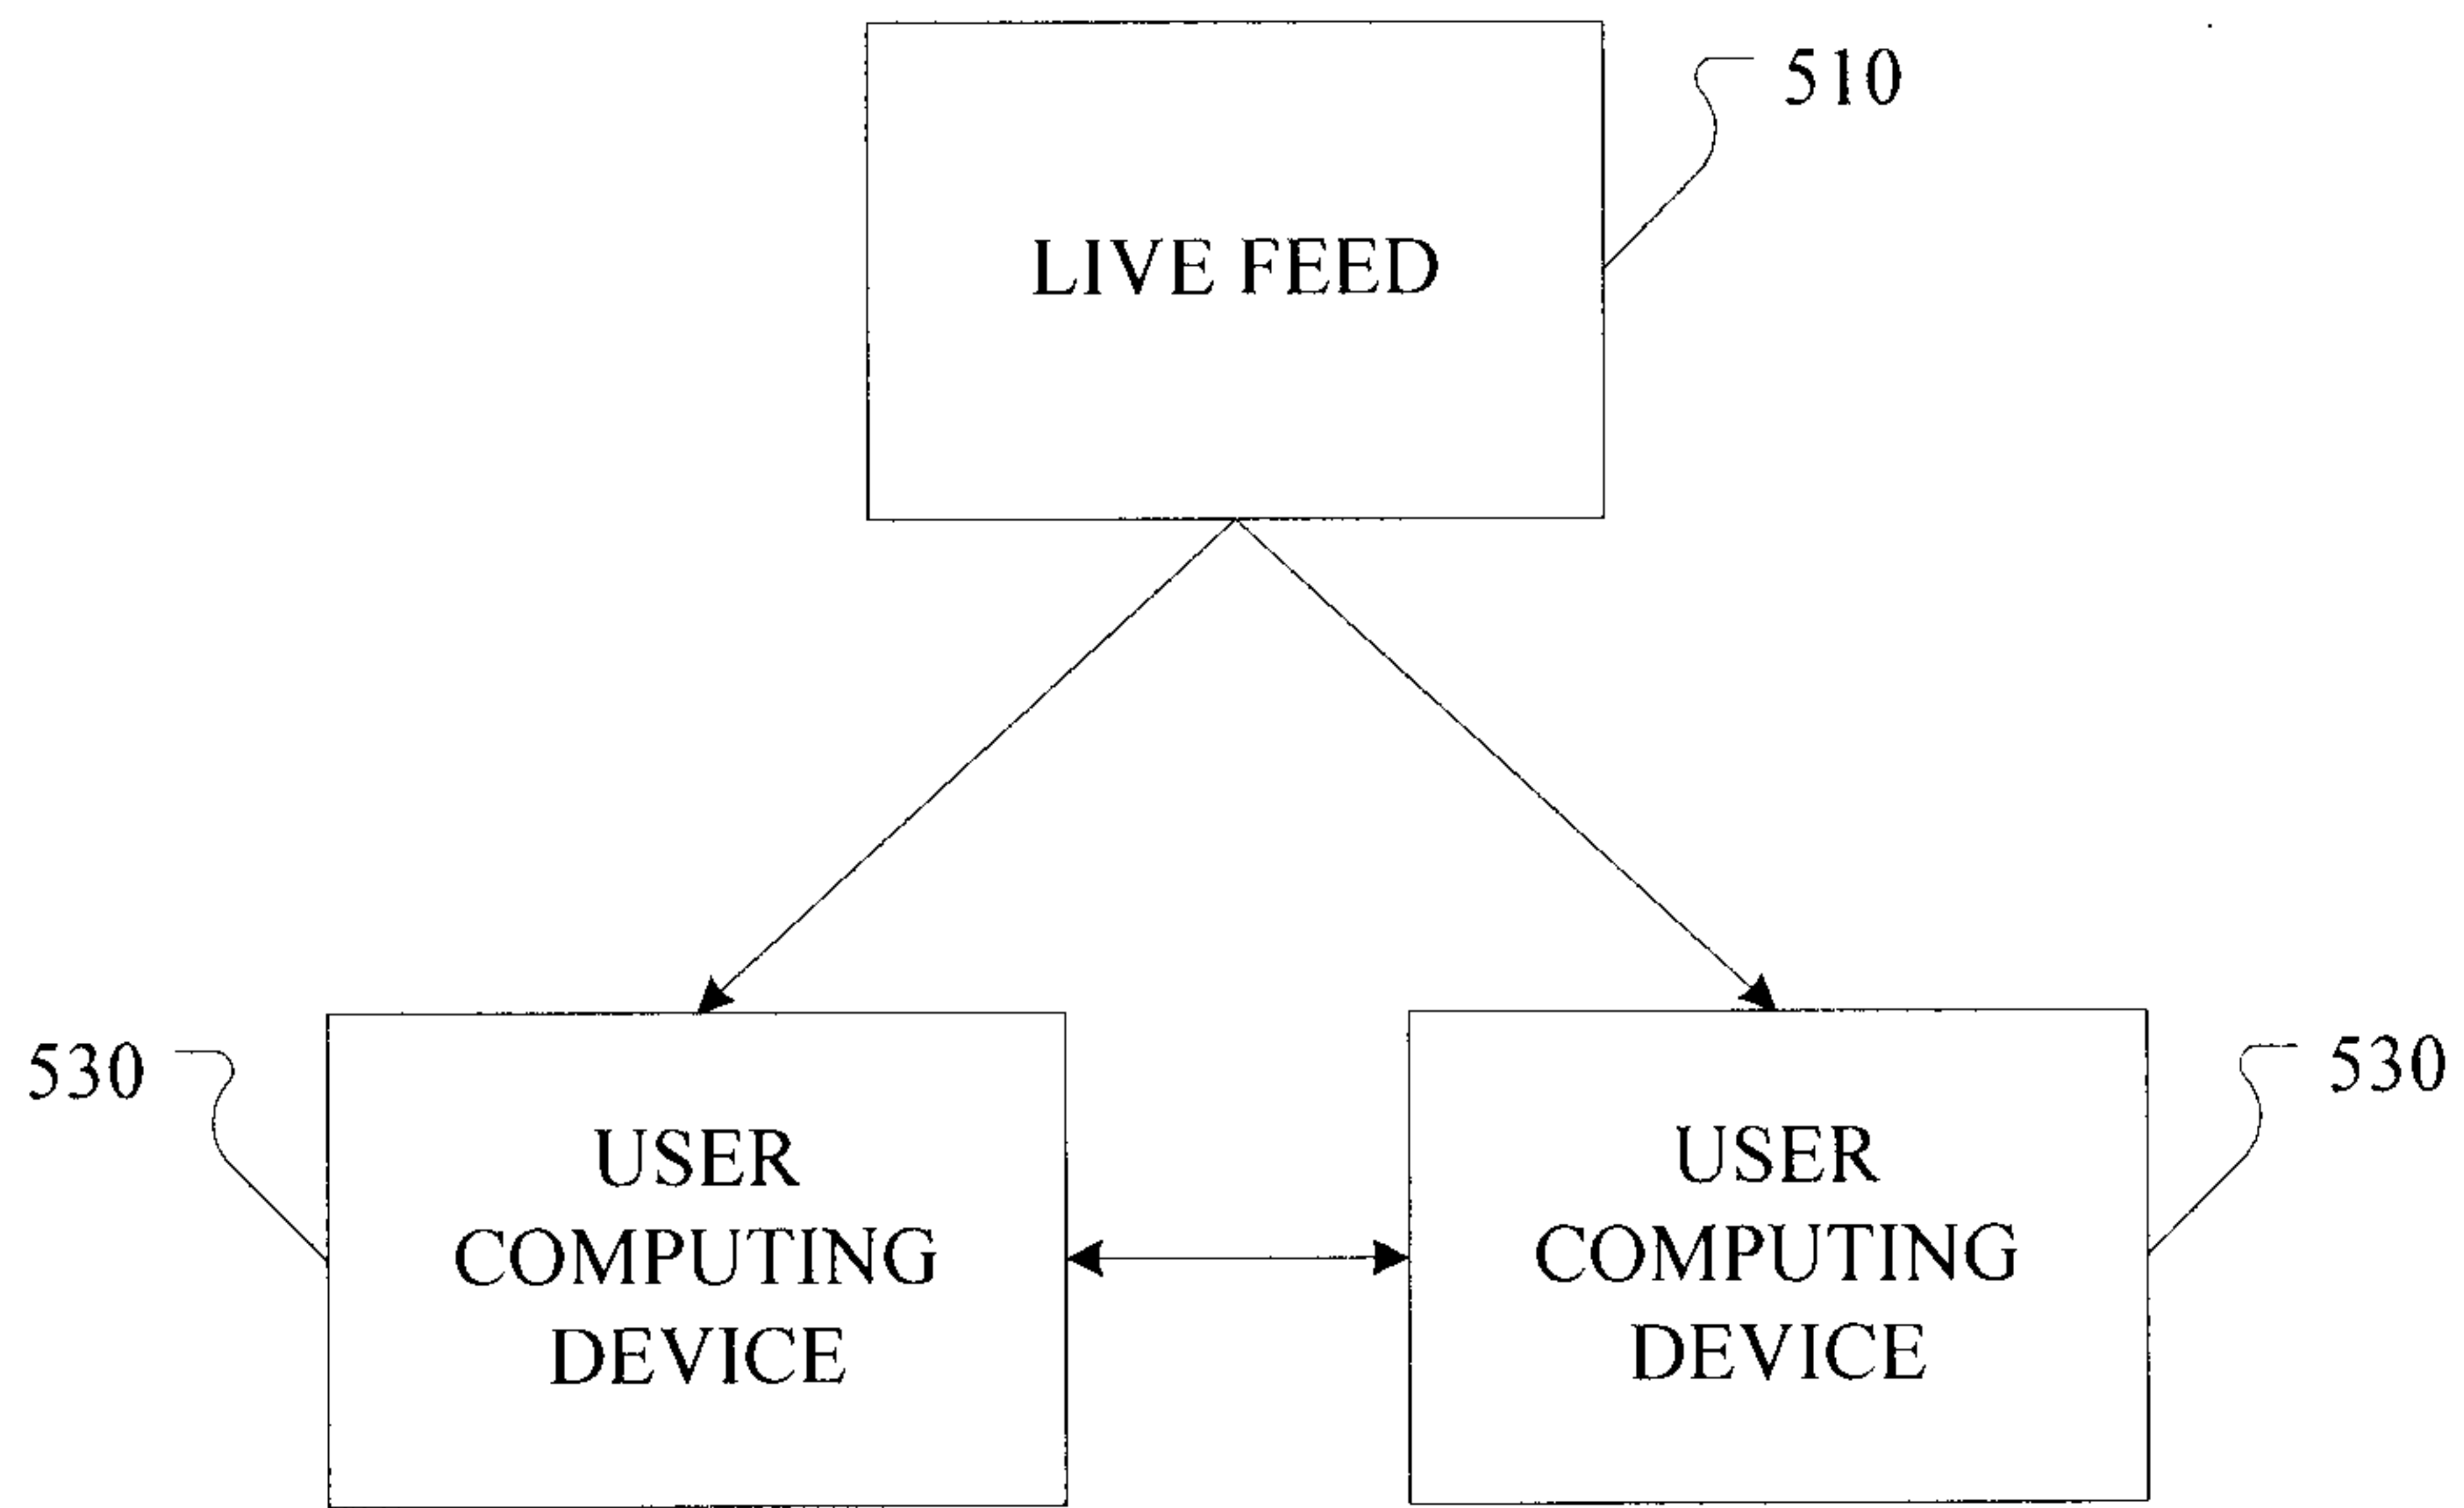 510
LIVE FEED
530
USER
COMPUTING
DEVICE
USER
COMPUTING
DEVICE
530